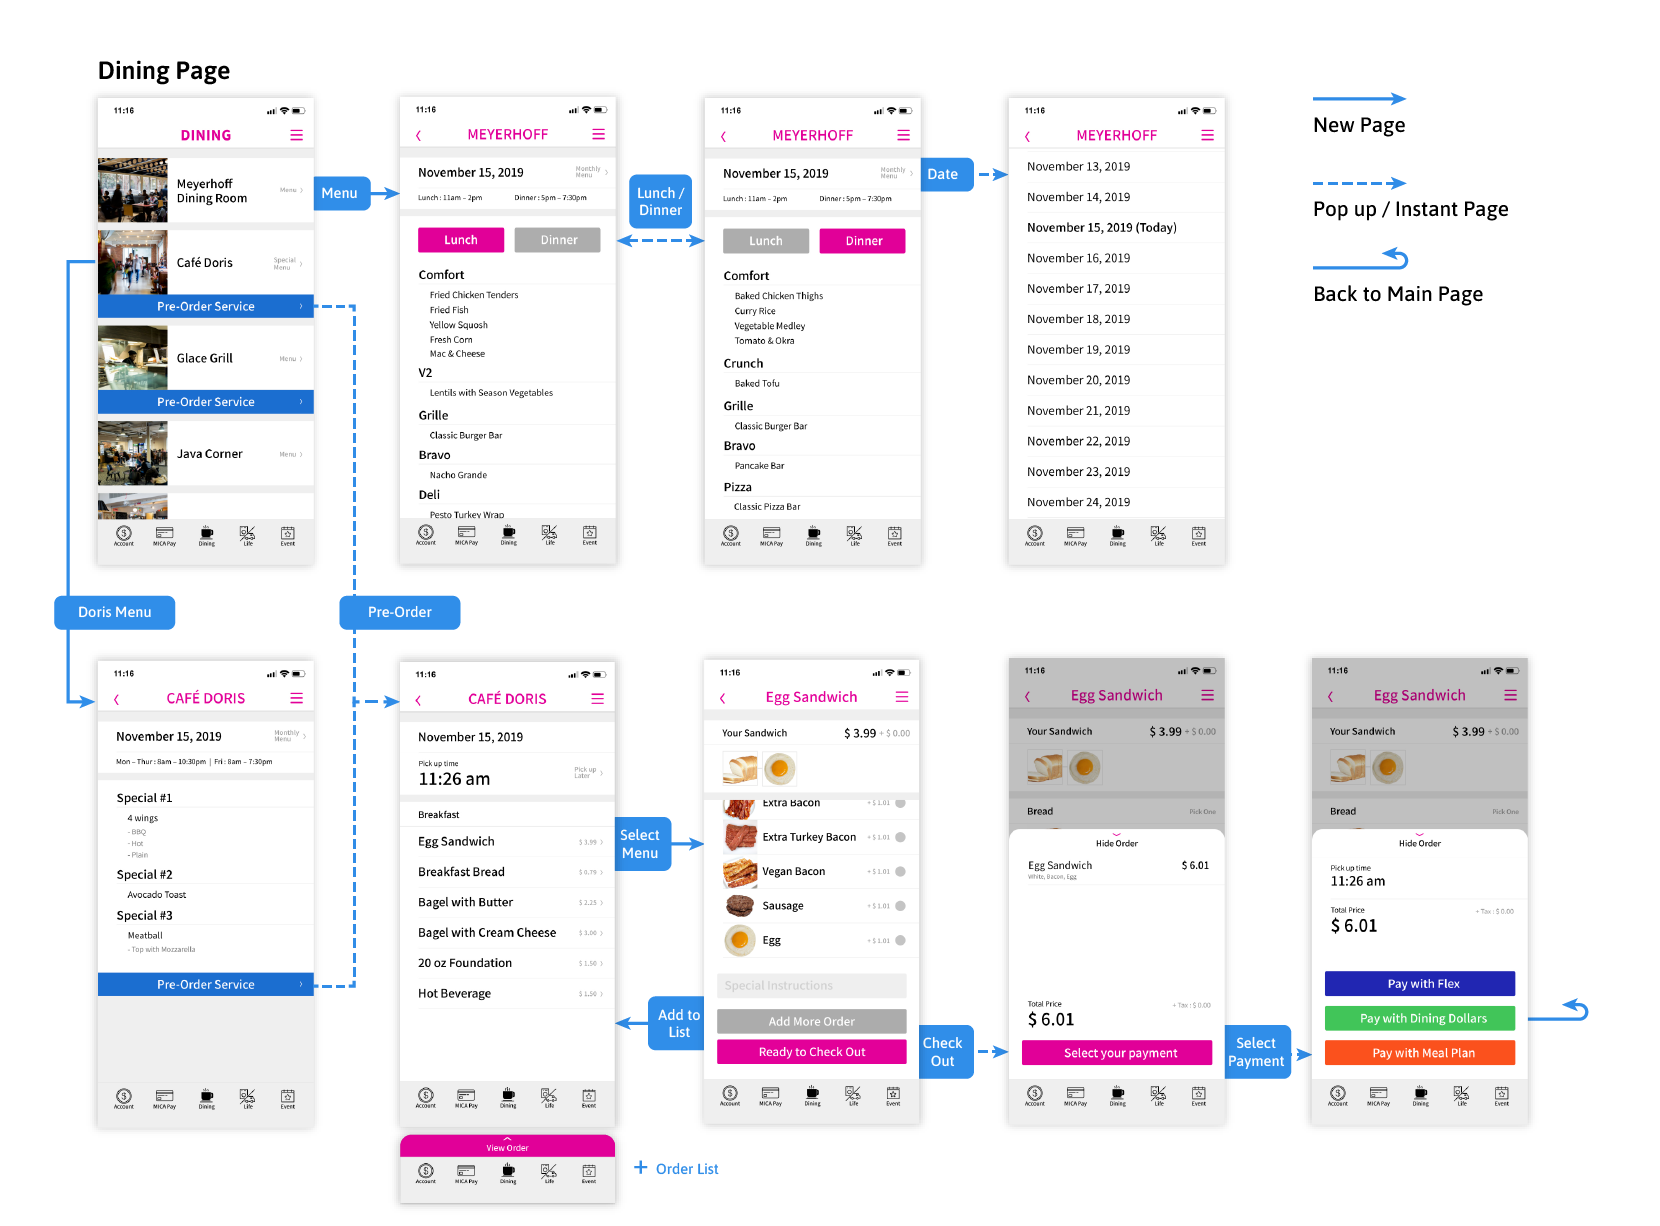 Dining Page
11:16
DINING
Meyerhoff
Dining Room
Menu
Café Doris
Special
Menu
Pre-Order Service
Glace Grill
Menu
Pre-Order Service
Java Corner
Menu
Account
MICA Pay
Dining
Life
Event
Menu
11:16
MEYERHOFF
November 15, 2019
Monthly
Menu
Lunch : 11am – 2pm
Dinner : 5pm – 7:30pm
Lunch
Dinner
Comfort
Fried Chicken Tenders
Fried Fish
Yellow Squosh
Fresh Corn
Mac & Cheese
V2
Lentils with Season Vegetables
Grille
Classic Burger Bar
Bravo
Nacho Grande
Deli
Pesto Turkey Wrap
Account
MICA Pay
Dining
Life
Event
Lunch /
Dinner
11:16
MEYERHOFF
November 15, 2019
Monthly
Menu
Lunch : 11am – 2pm
Dinner : 5pm – 7:30pm
Lunch
Dinner
Comfort
Baked Chicken Thighs
Curry Rice
Vegetable Medley
Tomato & Okra
Crunch
Baked Tofu
Grille
Classic Burger Bar
Bravo
Pancake Bar
Pizza
Classic Pizza Bar
Account
MICA Pay
Dining
Life
Event
Date
11:16
MEYERHOFF
November 13, 2019
November 14, 2019
November 15, 2019 (Today)
November 16, 2019
November 17, 2019
November 18, 2019
November 19, 2019
November 20, 2019
November 21, 2019
November 22, 2019
November 23, 2019
November 24, 2019
Account
MICA Pay
Dining
Life
Event
New Page
Pop up / Instant Page
Back to Main Page
Doris Menu
Pre-Order
11:16
CAFÉ DORIS
November 15, 2019
Monthly
Menu
Mon – Thur : 8am – 10:30pm | Fri : 8am – 7:30pm
Special #1
4 wings
- BBQ
- Hot
- Plain
Special #2
Avocado Toast
Special #3
Meatball
- Top with Mozzarella
Pre-Order Service
Account
MICA Pay
Dining
Life
Event
11:16
CAFÉ DORIS
November 15, 2019
Pick up time
11:26 am
Pick up
Later
Breakfast
Egg Sandwich
$ 3.99
Breakfast Bread
$ 0.79
Bagel with Butter
$ 2.25
Bagel with Cream Cheese
$ 3.00
20 oz Foundation
$ 1.50
Hot Beverage
$ 1.50
Account
MICA Pay
Dining
Life
Event
View Order
Account
MICA Pay
Dining
Life
Event
+ Order List
Select
Menu
Add to
List
11:16
Egg Sandwich
Your Sandwich
$ 3.99 + $ 0.00
Extra Bacon
+ $ 1.01
Extra Turkey Bacon
+ $ 1.01
Vegan Bacon
+ $ 1.01
Sausage
+ $ 1.01
Egg
+ $ 1.01
Special Instructions
Add More Order
Ready to Check Out
Account
MICA Pay
Dining
Life
Event
Check
Out
11:16
Egg Sandwich
Your Sandwich
$ 3.99 + $ 0.00
Bread
Pick One
Hide Order
Egg Sandwich
$ 6.01
White, Bacon, Egg
Total Price
+ Tax : $ 0.00
$ 6.01
Select your payment
Account
MICA Pay
Dining
Life
Event
Select
Payment
11:16
Egg Sandwich
Your Sandwich
$ 3.99 + $ 0.00
Bread
Pick One
Hide Order
Pick up time
11:26 am
Total Price
+ Tax : $ 0.00
$ 6.01
Pay with Flex
Pay with Dining Dollars
Pay with Meal Plan
Account
MICA Pay
Dining
Life
Event